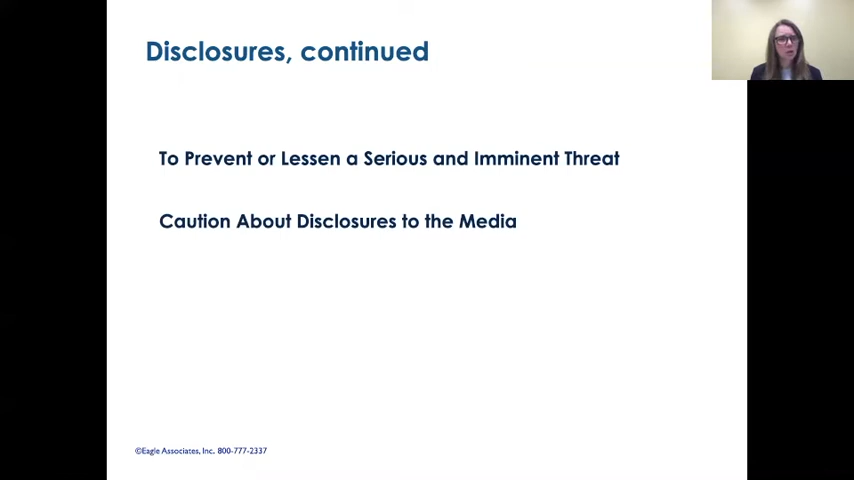 Disclosures, continued
To Prevent or Lessen a Serious and Imminent Threat
Caution About Disclosures to the Media
©Eagle Associates, Inc. 800-777-2337